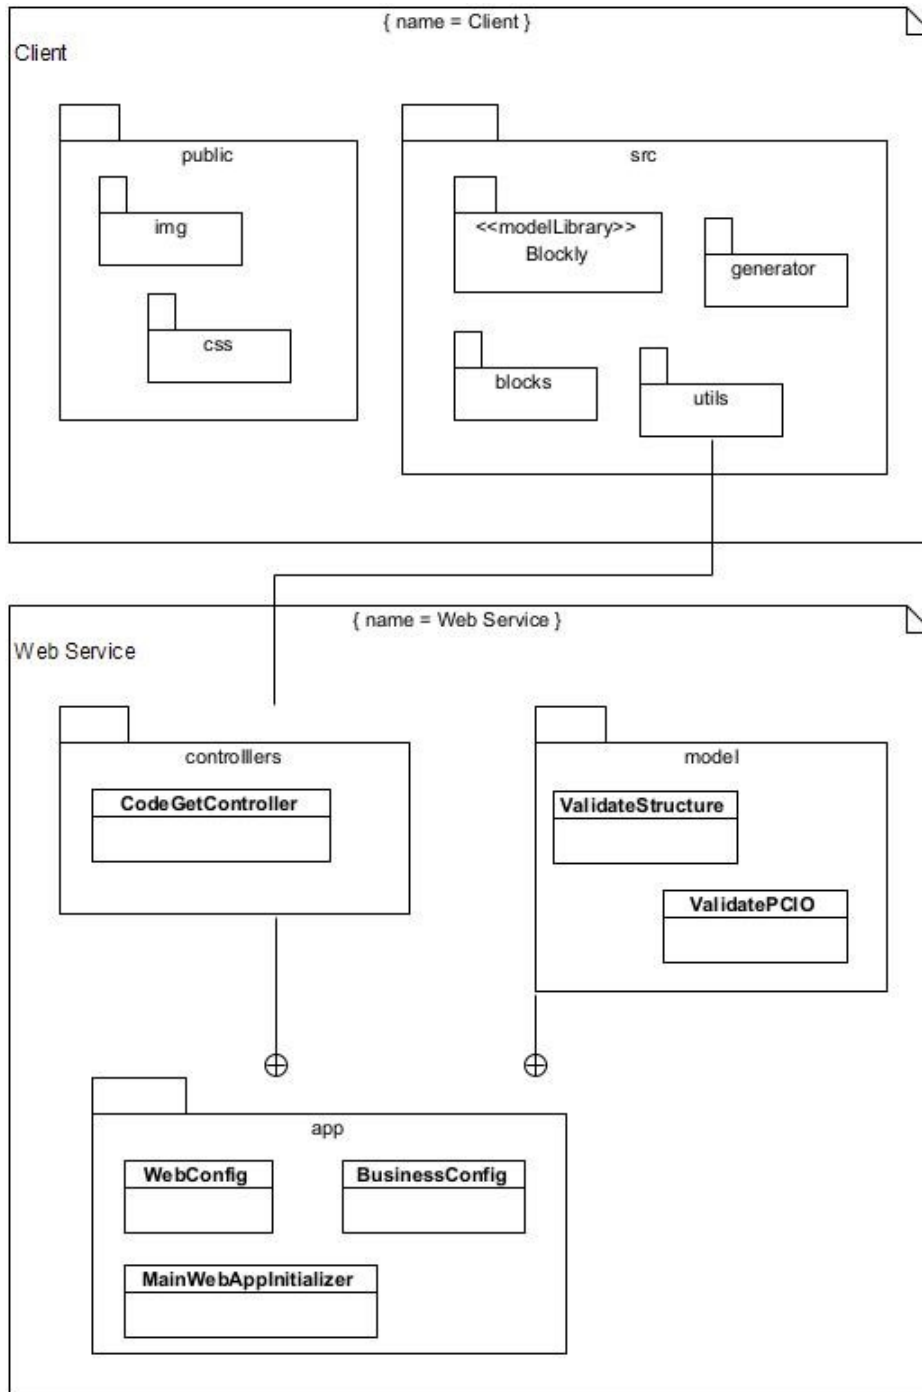 { name = Client }
Client
public
src
img
<<modelLibrary>>
Blockly
generator
css
blocks
utils
{ name = Web Service }
Web Service
controlllers
model
CodeGetController
ValidateStructure
ValidatePCIO
app
WebConfig
BusinessConfig
MainWebAppInitializer